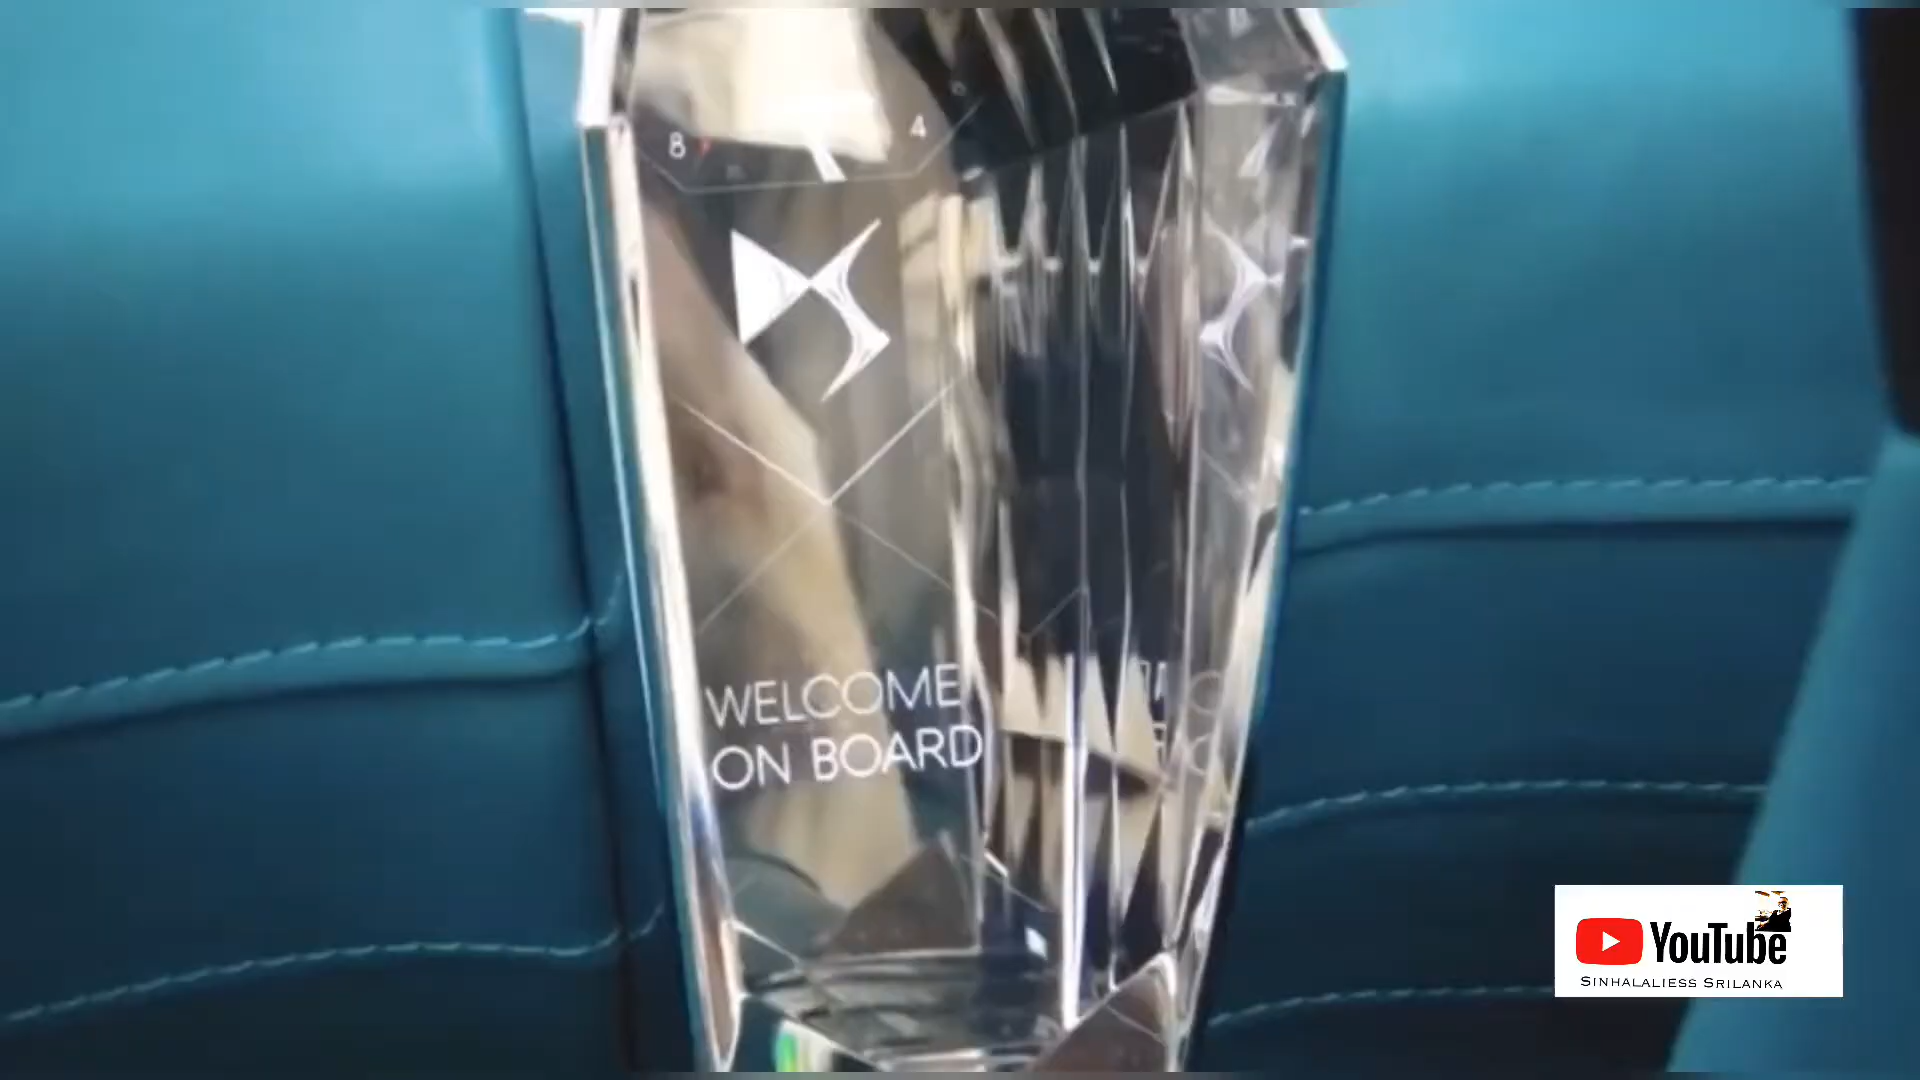 8 4
WELCOME
ON BOARD
YouTube
SINHALALIESS SRILANKA